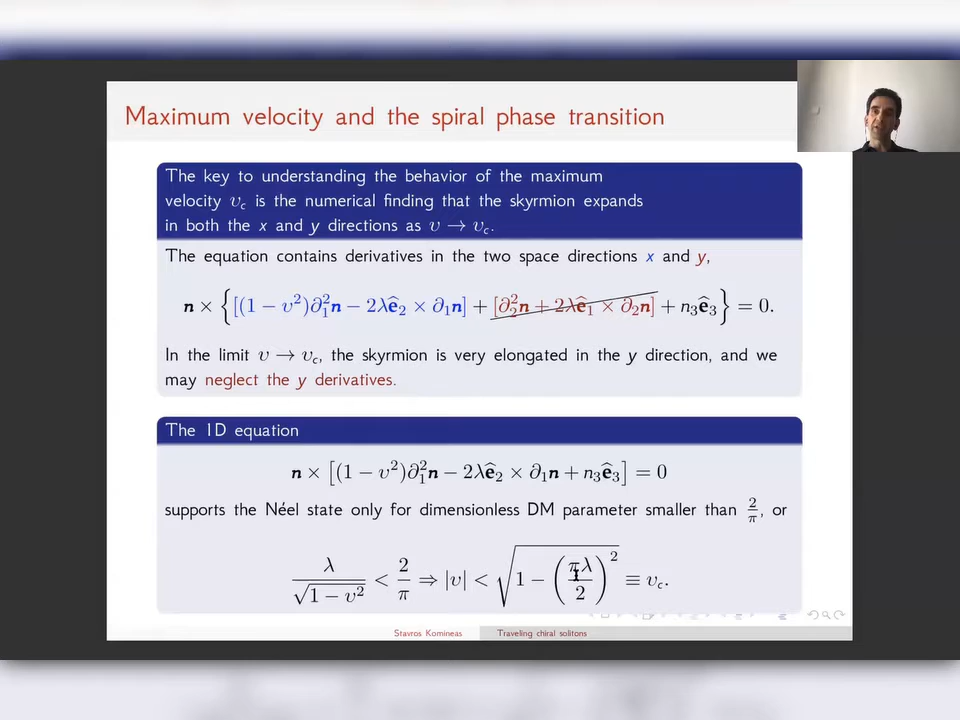 Maximum velocity and the spiral phase transition
The key to understanding the behavior of the maximum
velocity υ_c is the numerical finding that the skyrmion expands
in both the x and y directions as υ → υ_c.
The equation contains derivatives in the two space directions x and y,
n × {[(1 − υ²)∂₁²n − 2λê₂ × ∂₁n] + [∂₂²n + 2λê₁ × ∂₂n] + n₃ê₃} = 0.
In the limit υ → υ_c, the skyrmion is very elongated in the y direction, and we
may neglect the y derivatives.
The 1D equation
n × [(1 − υ²)∂₁²n − 2λê₂ × ∂₁n + n₃ê₃] = 0
supports the Néel state only for dimensionless DM parameter smaller than 2/π, or
λ/√(1 − υ²) < 2/π ⇒ |υ| < √(1 − (πλ/2)²) ≡ υ_c.
Stavros Komineas Traveling chiral solitons